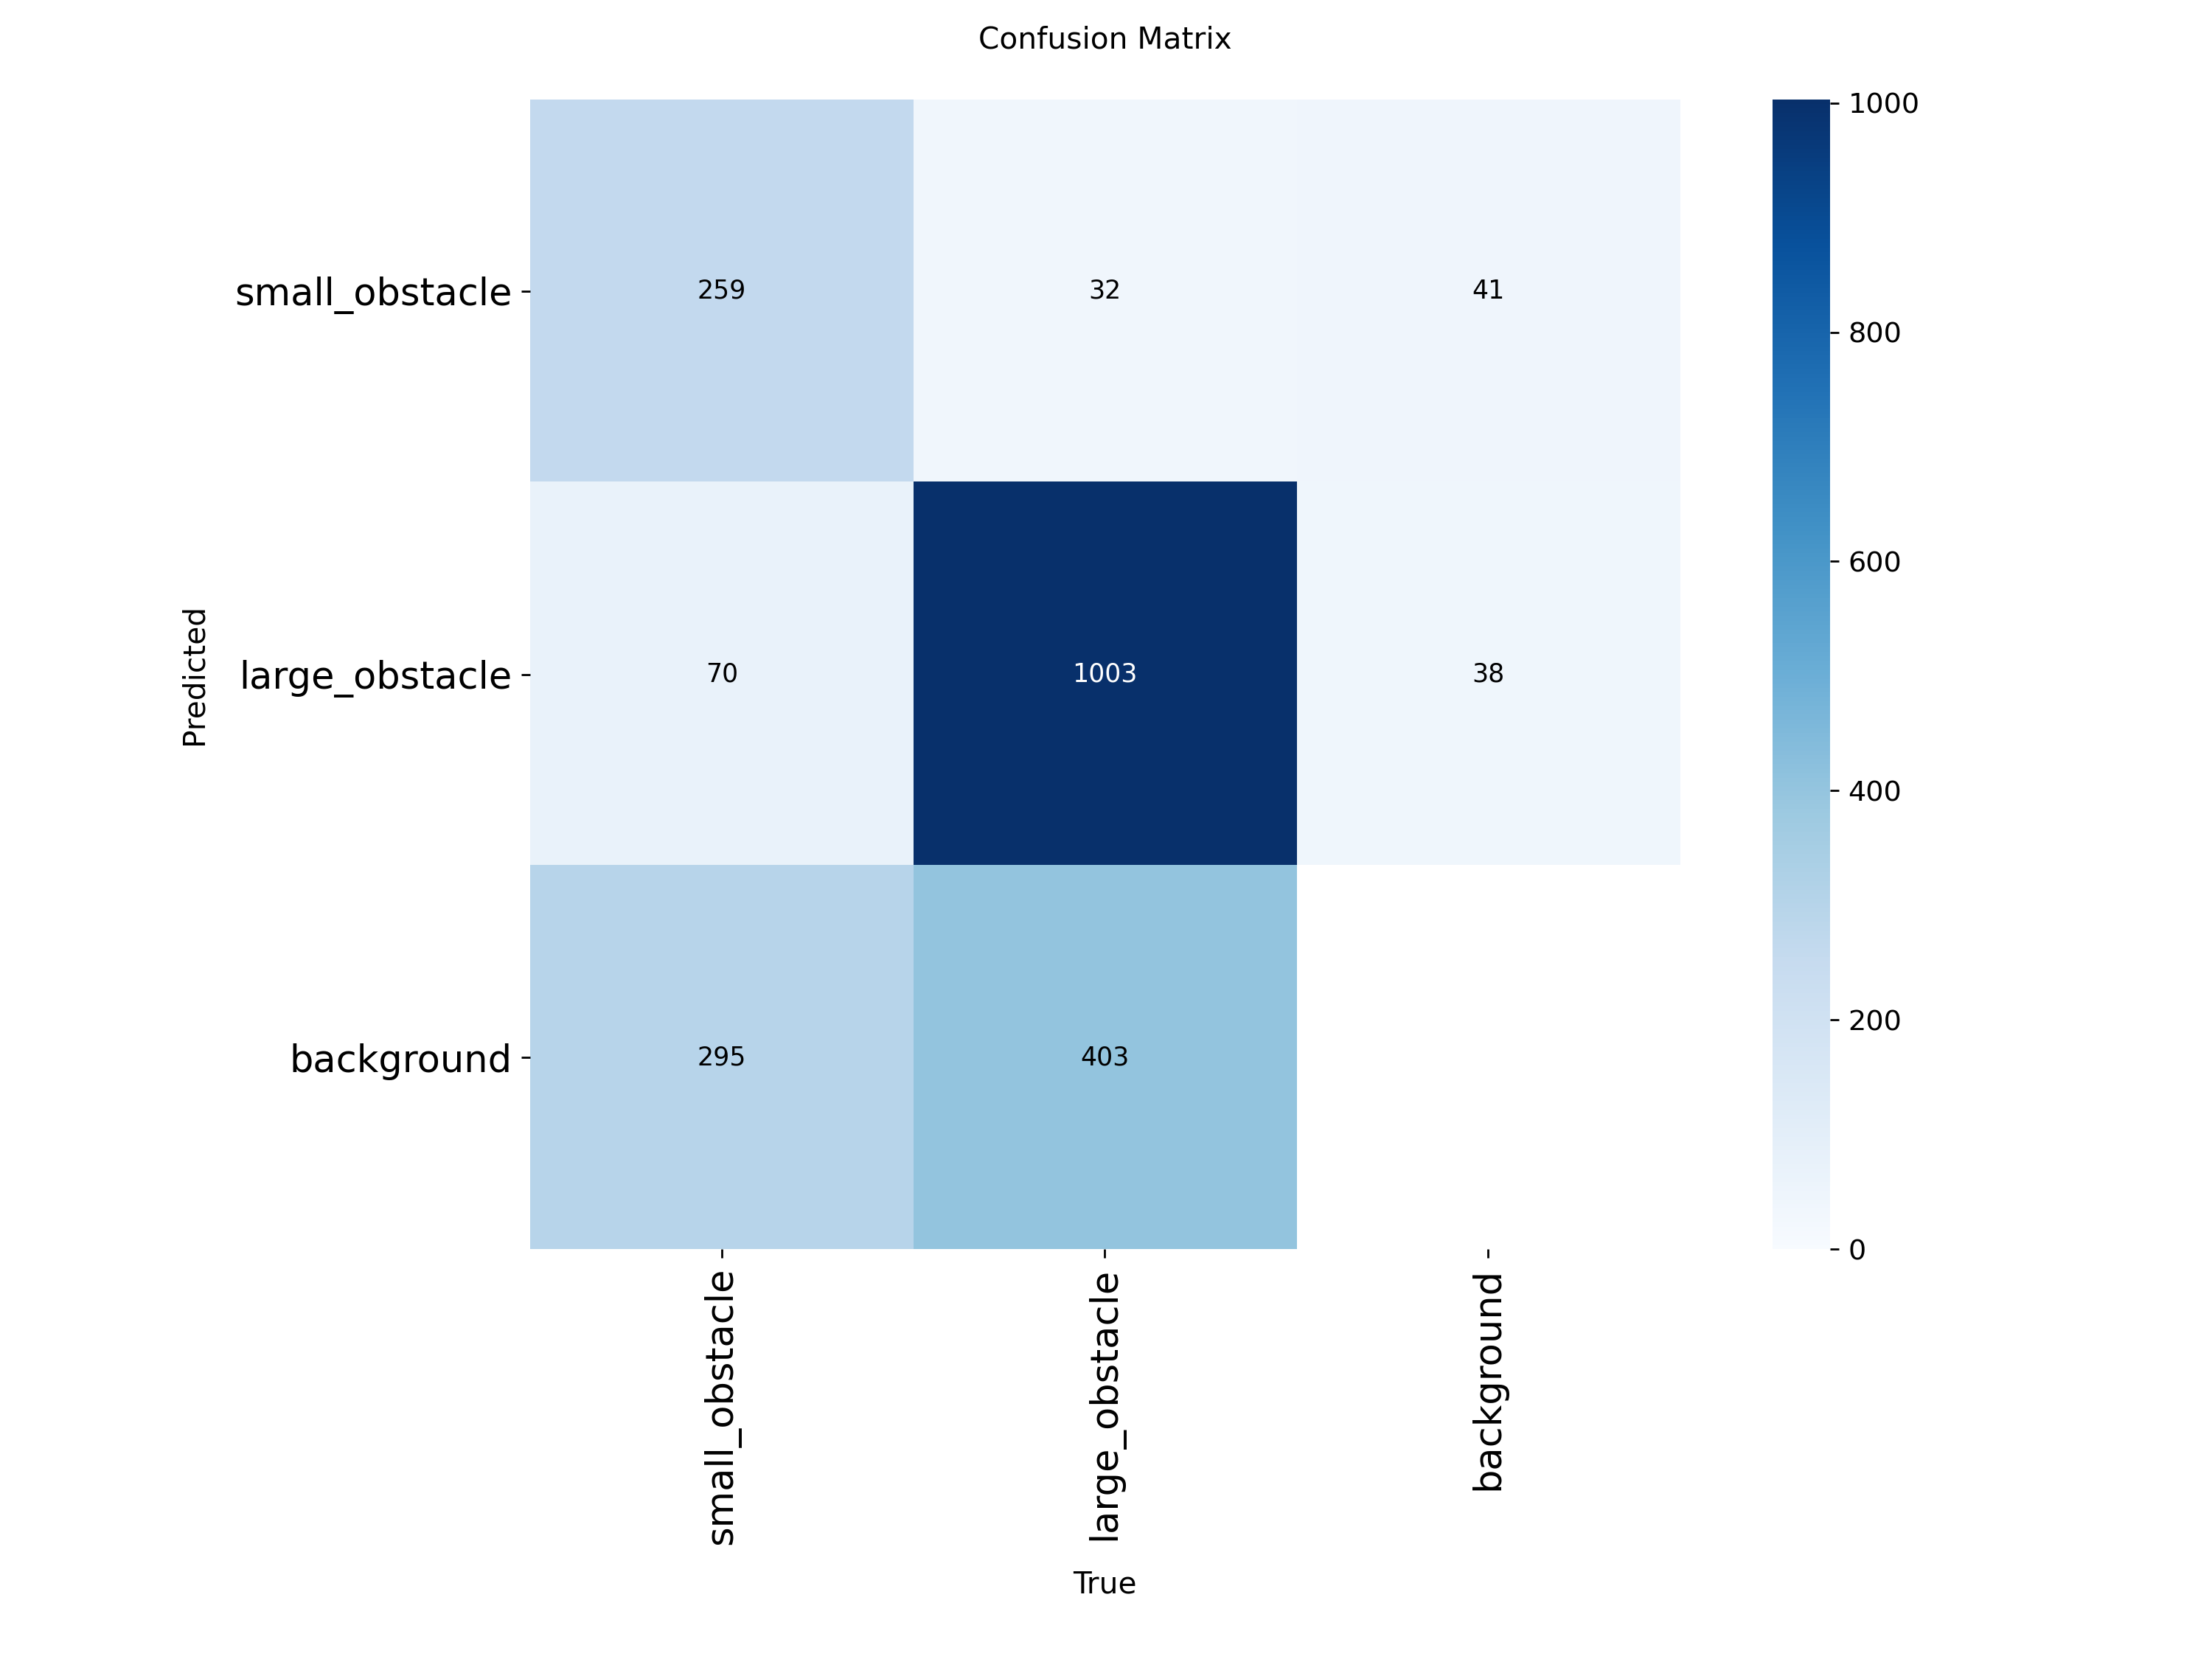 Confusion Matrix
small_obstacle
259
32
41
large_obstacle
70
1003
38
background
295
403
Predicted
small_obstacle
large_obstacle
background
True
1000
800
600
400
200
0